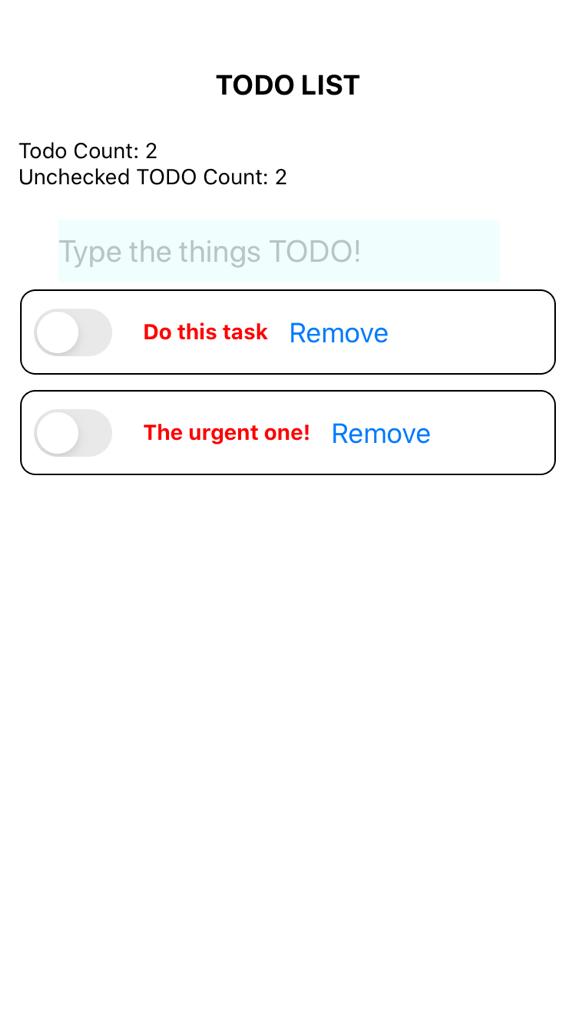 TODO LIST
Todo Count: 2
Unchecked TODO Count: 2
Type the things TODO!
Do this task Remove
The urgent one! Remove